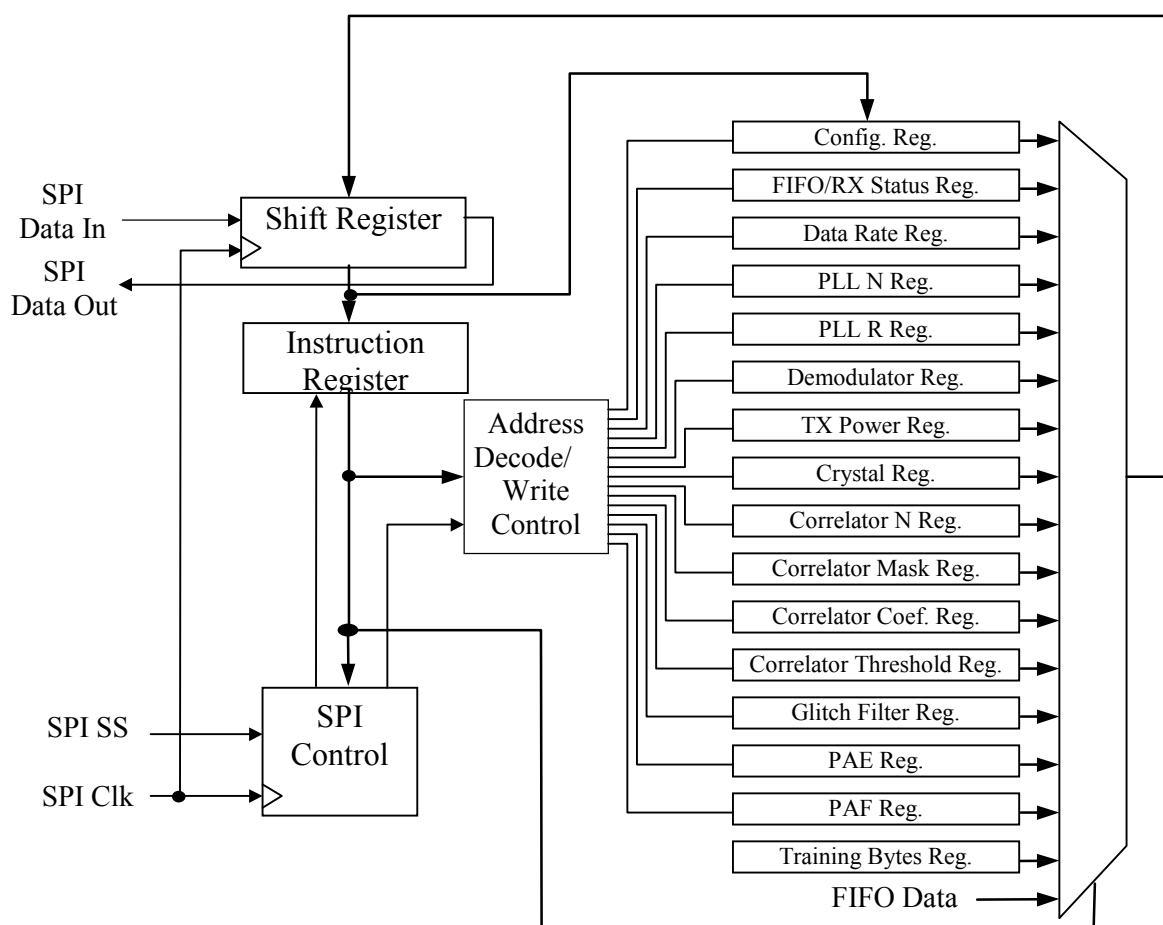 SPI
Data In
SPI
Data Out
Shift Register
Instruction
Register
Address
Decode/
Write
Control
SPI SS
SPI Clk
SPI
Control
Config. Reg.
FIFO/RX Status Reg.
Data Rate Reg.
PLL N Reg.
PLL R Reg.
Demodulator Reg.
TX Power Reg.
Crystal Reg.
Correlator N Reg.
Correlator Mask Reg.
Correlator Coef. Reg.
Correlator Threshold Reg.
Glitch Filter Reg.
PAE Reg.
PAF Reg.
Training Bytes Reg.
FIFO Data